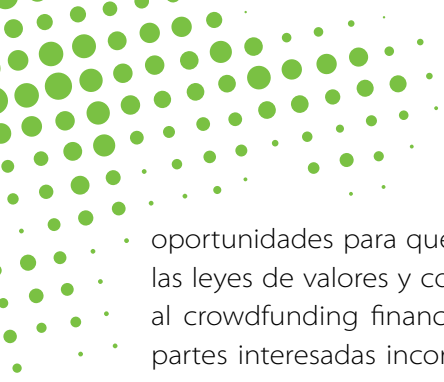 oportunidades para que
las leyes de valores y co
al crowdfunding financ
partes interesadas incor